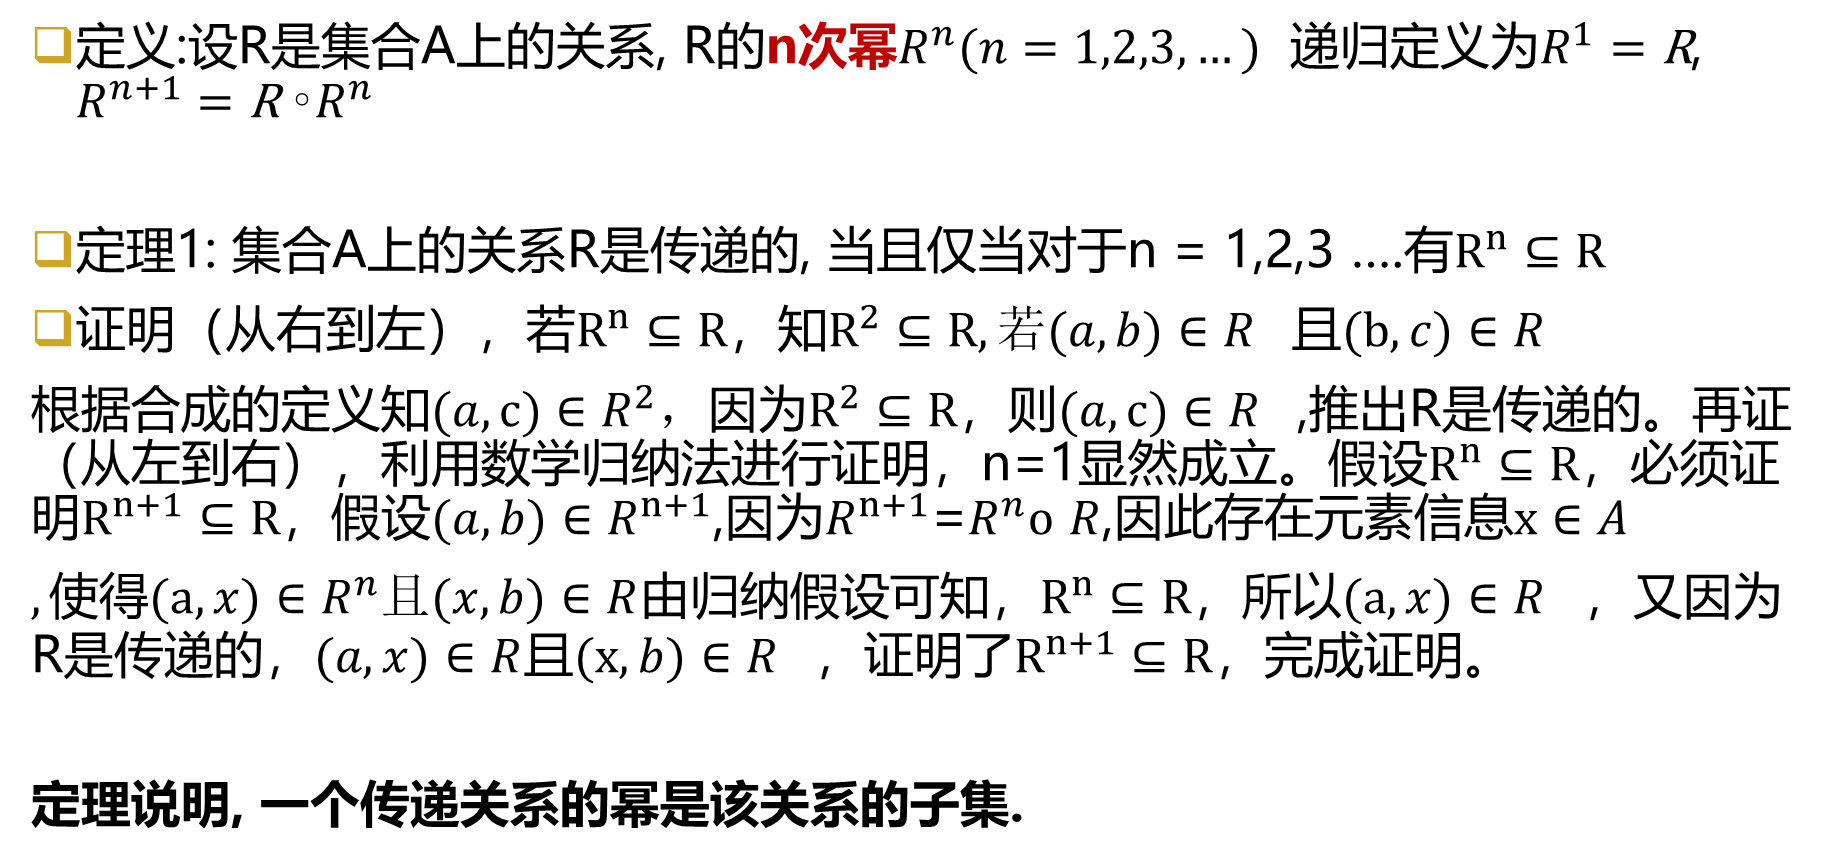 ❑定义:设R是集合A上的关系, R的n次幂Rⁿ(n = 1,2,3, …) 递归定义为R¹ = R,
Rⁿ⁺¹ = R∘Rⁿ
❑定理1: 集合A上的关系R是传递的, 当且仅当对于n = 1,2,3 ….有Rⁿ ⊆ R
❑证明（从右到左），若Rⁿ ⊆ R，知R² ⊆ R, 若(a, b) ∈ R 且(b, c) ∈ R
根据合成的定义知(a, c) ∈ R²，因为R² ⊆ R，则(a, c) ∈ R ,推出R是传递的。再证
（从左到右），利用数学归纳法进行证明，n=1显然成立。假设Rⁿ ⊆ R，必须证
明Rⁿ⁺¹ ⊆ R，假设(a, b) ∈ Rⁿ⁺¹,因为Rⁿ⁺¹=Rⁿo R,因此存在元素信息x ∈ A
,使得(a, x) ∈ Rⁿ且(x, b) ∈ R由归纳假设可知，Rⁿ ⊆ R，所以(a, x) ∈ R ，又因为
R是传递的，(a, x) ∈ R且(x, b) ∈ R ，证明了Rⁿ⁺¹ ⊆ R，完成证明。
定理说明, 一个传递关系的幂是该关系的子集.